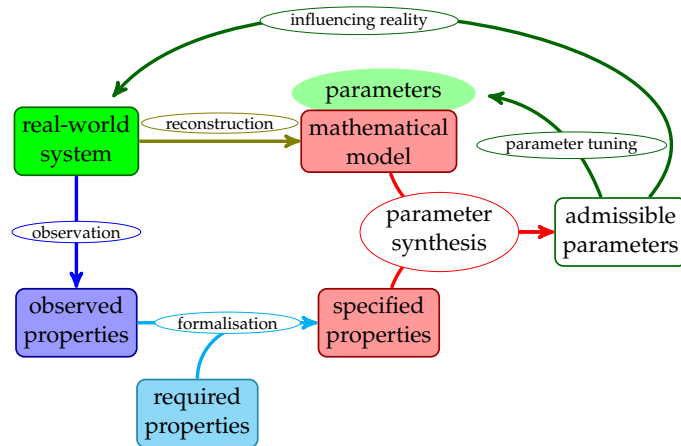 influencing reality
parameters
real-world
system
reconstruction
mathematical
model
parameter tuning
observation
parameter
synthesis
admissible
parameters
observed
properties
formalisation
specified
properties
required
properties